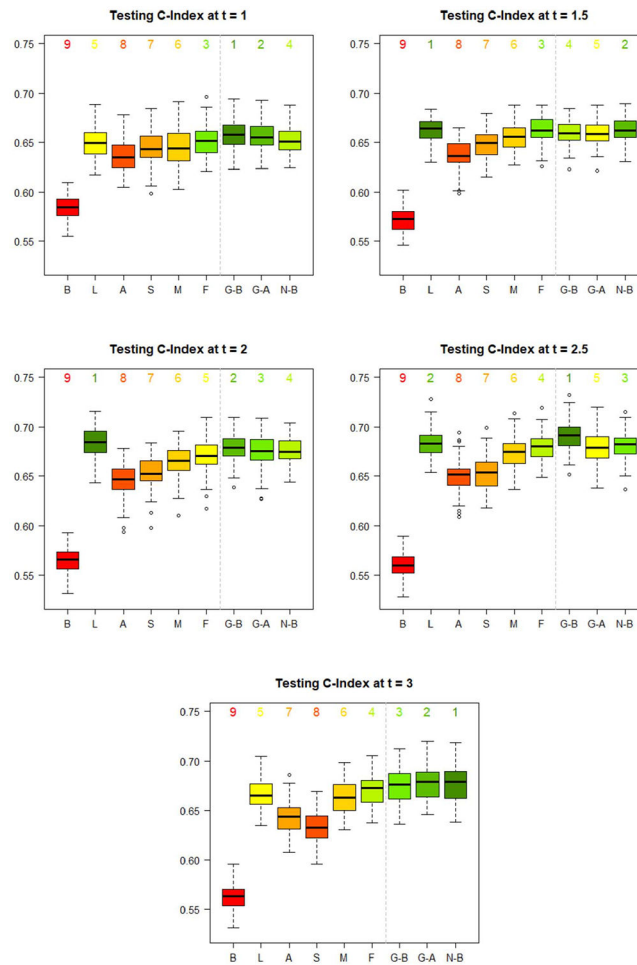 Testing C-Index at t = 1
9 5 8 7 6 3 1 2 4
0.75
0.70
0.65
0.60
0.55
B L A S M F G-B G-A N-B
Testing C-Index at t = 1.5
9 1 8 7 6 3 4 5 2
0.75
0.70
0.65
0.60
0.55
B L A S M F G-B G-A N-B
Testing C-Index at t = 2
9 1 8 7 6 5 2 3 4
0.75
0.70
0.65
0.60
0.55
B L A S M F G-B G-A N-B
Testing C-Index at t = 2.5
9 2 8 7 6 4 1 5 3
0.75
0.70
0.65
0.60
0.55
B L A S M F G-B G-A N-B
Testing C-Index at t = 3
9 5 7 8 6 4 3 2 1
0.75
0.70
0.65
0.60
0.55
B L A S M F G-B G-A N-B